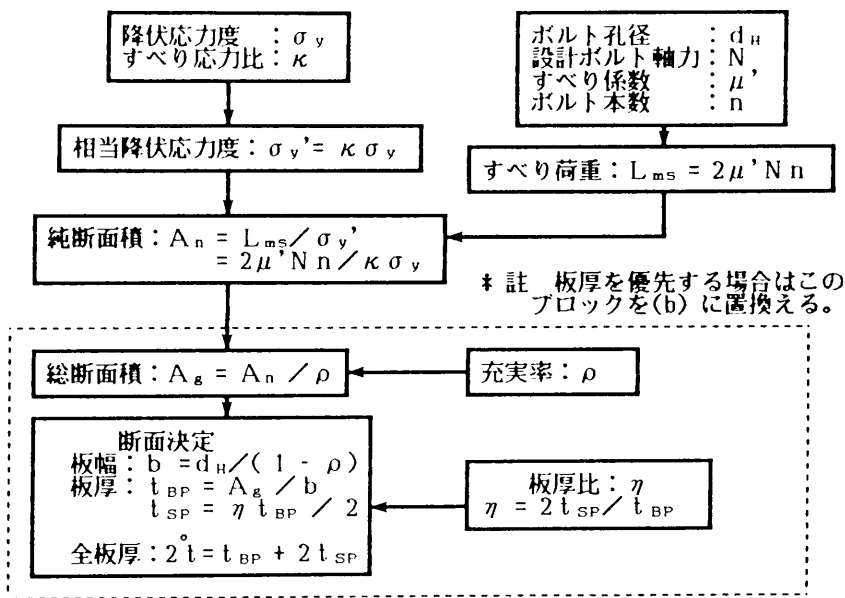 降伏応力度 : σy
すべり応力比 : κ
ボルト孔径 : dH
設計ボルト軸力 : N
すべり係数 : μ'
ボルト本数 : n
相当降伏応力度 : σy' = κσy
すべり荷重 : Lms = 2μ'Nn
純断面積 : An = Lms/σy'
= 2μ'Nn/κσy
* 註 板厚を優先する場合はこの
ブロックを(b) に置換える。
総断面積 : Ag = An / ρ
充実率 : ρ
断面決定
板幅 : b = dH/( 1 - ρ)
板厚 : tBP = Ag / b
tSP = η tBP / 2
板厚比 : η
η = 2tSP/ tBP
全板厚 : 2t° = tBP + 2tSP